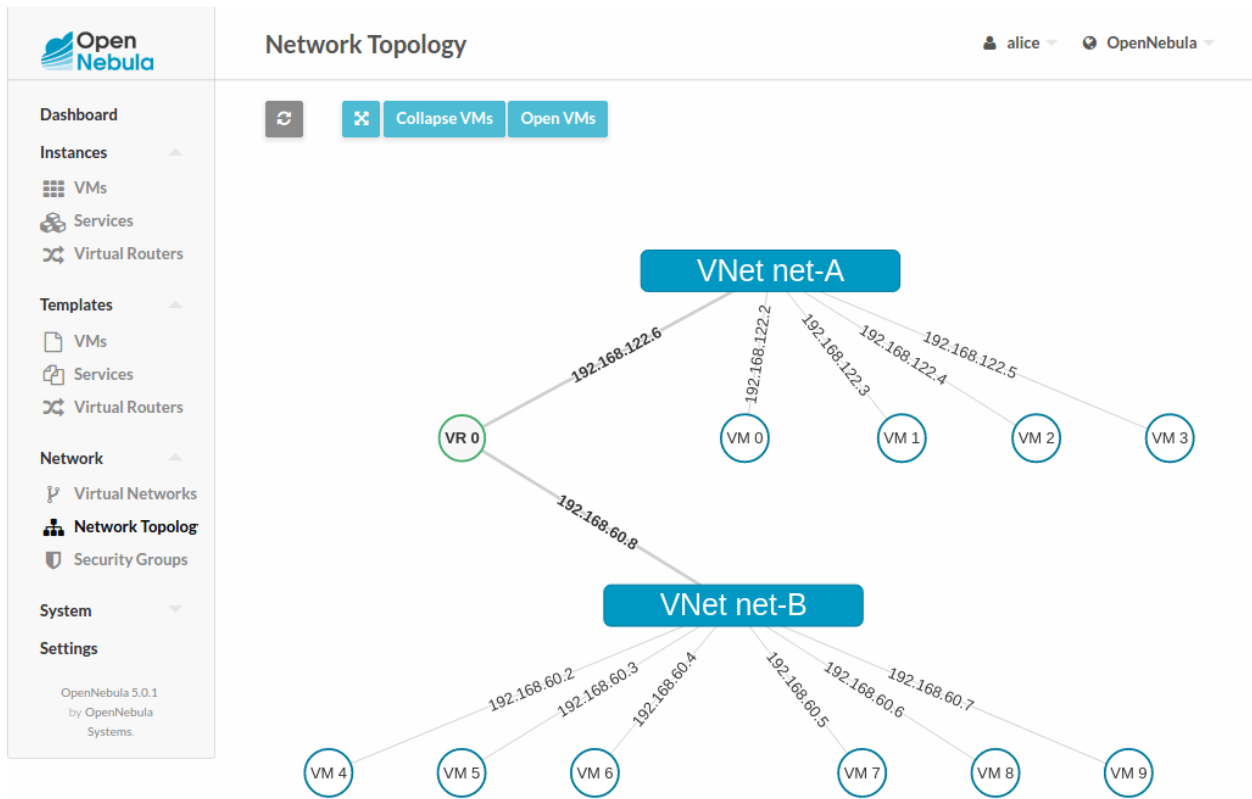 Open
Nebula
Network Topology
alice
OpenNebula
Dashboard
Instances
VMs
Services
Virtual Routers
Templates
VMs
Services
Virtual Routers
Network
Virtual Networks
Network Topolog
Security Groups
System
Settings
OpenNebula 5.0.1
by OpenNebula
Systems.
Collapse VMs
Open VMs
VNet net-A
192.168.122.6
192.168.122.2
192.168.122.3
192.168.122.4
192.168.122.5
VR 0
VM 0
VM 1
VM 2
VM 3
192.168.60.8
VNet net-B
192.168.60.2
192.168.60.3
192.168.60.4
192.168.60.5
192.168.60.6
192.168.60.7
VM 4
VM 5
VM 6
VM 7
VM 8
VM 9